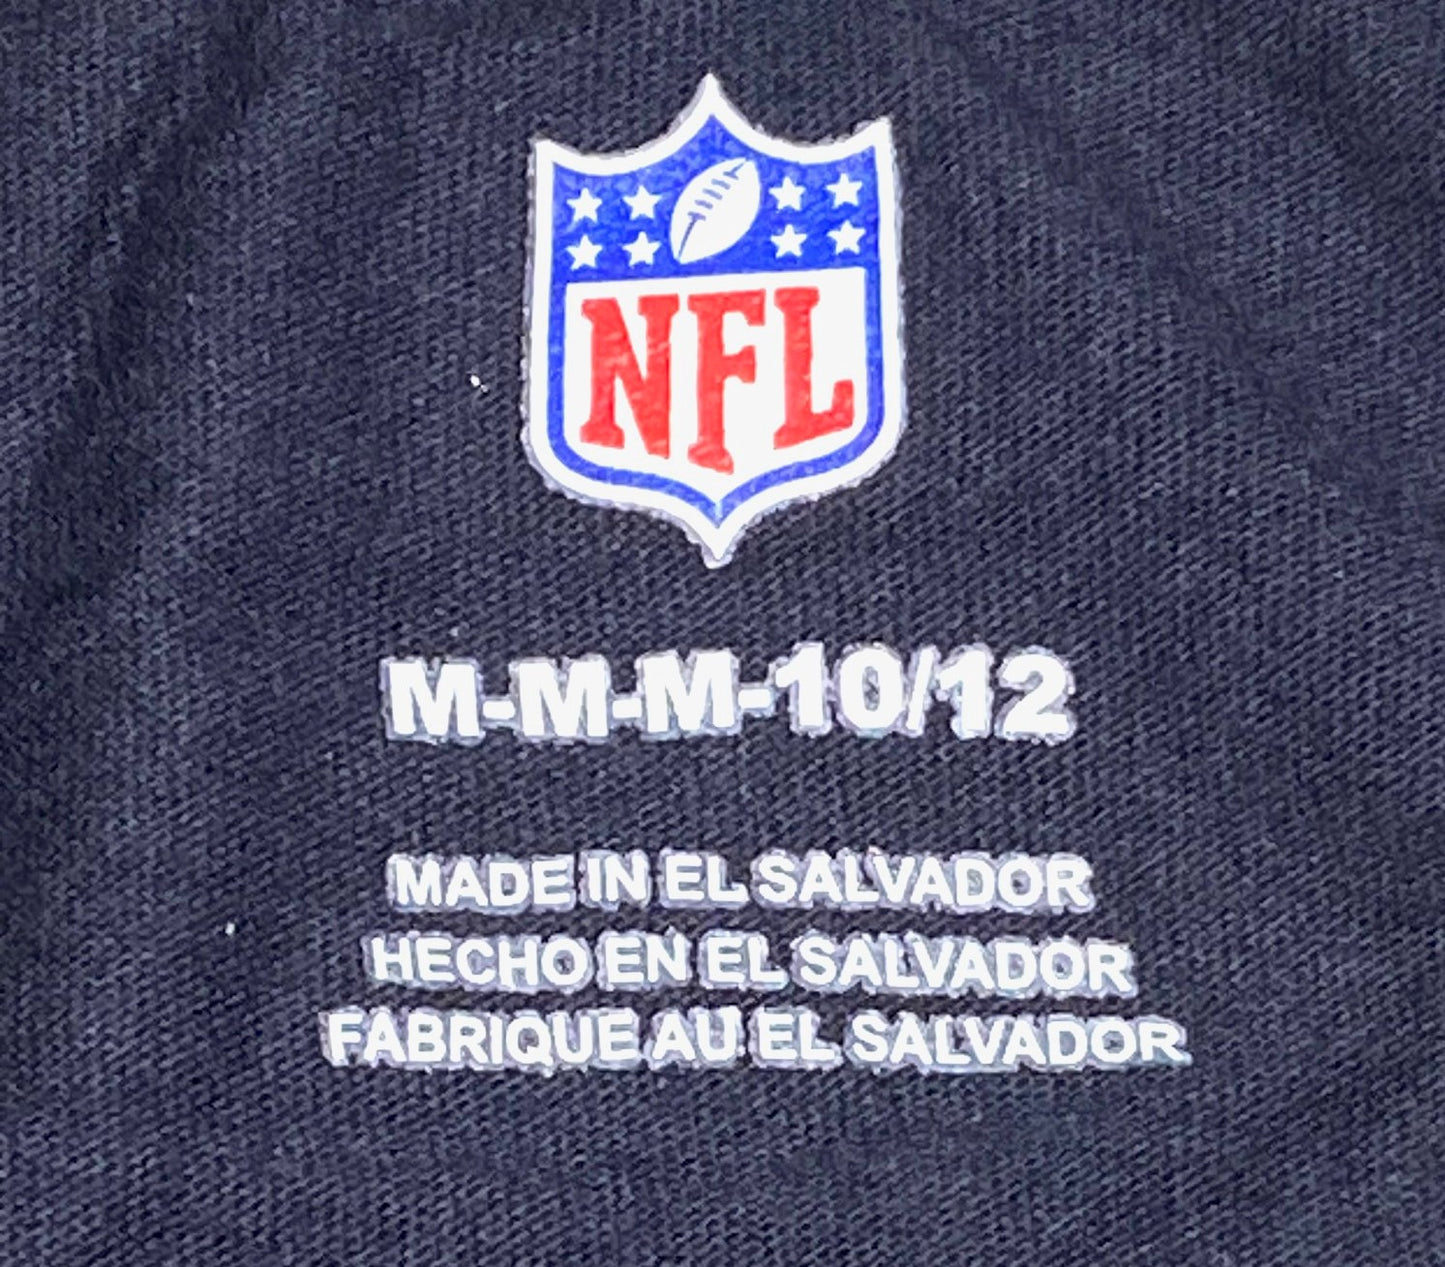 NFL
M-M-M-10/12
MADE IN EL SALVADOR
HECHO EN EL SALVADOR
FABRIQUE AU EL SALVADOR